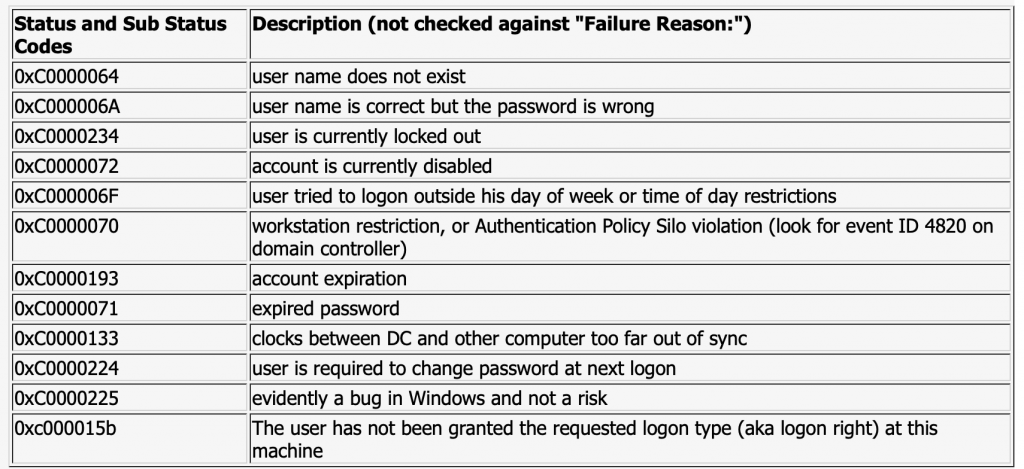 Status and Sub Status Description (not checked against "Failure Reason:")
Codes
0xC0000064 user name does not exist
0xC000006A user name is correct but the password is wrong
0xC0000234 user is currently locked out
0xC0000072 account is currently disabled
0xC000006F user tried to logon outside his day of week or time of day restrictions
0xC0000070 workstation restriction, or Authentication Policy Silo violation (look for event ID 4820 on
domain controller)
0xC0000193 account expiration
0xC0000071 expired password
0xC0000133 clocks between DC and other computer too far out of sync
0xC0000224 user is required to change password at next logon
0xC0000225 evidently a bug in Windows and not a risk
0xc000015b The user has not been granted the requested logon type (aka logon right) at this
machine